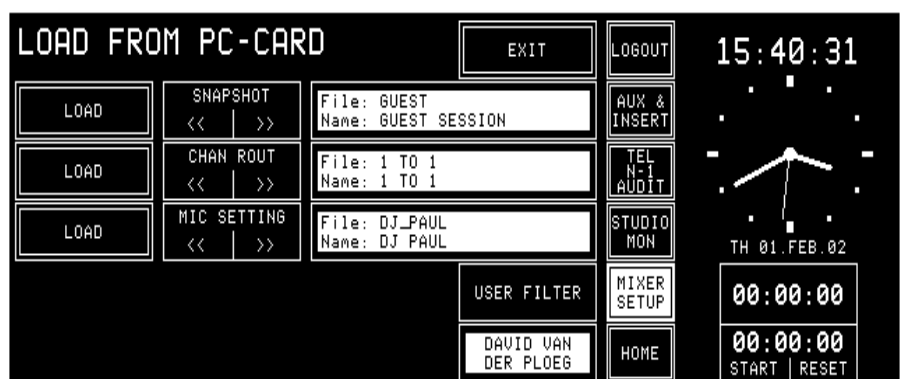 LOAD FROM PC-CARD
EXIT
LOGOUT
15:40:31
LOAD
SNAPSHOT
<< >>
File: GUEST
Name: GUEST SESSION
AUX &
INSERT
LOAD
CHAN ROUT
<< >>
File: 1 TO 1
Name: 1 TO 1
TEL
N-1
AUDIT
LOAD
MIC SETTING
<< >>
File: DJ_PAUL
Name: DJ PAUL
STUDIO
MON
TH 01.FEB.02
USER FILTER
MIXER
SETUP
00:00:00
DAVID VAN
DER PLOEG
HOME
00:00:00
START RESET